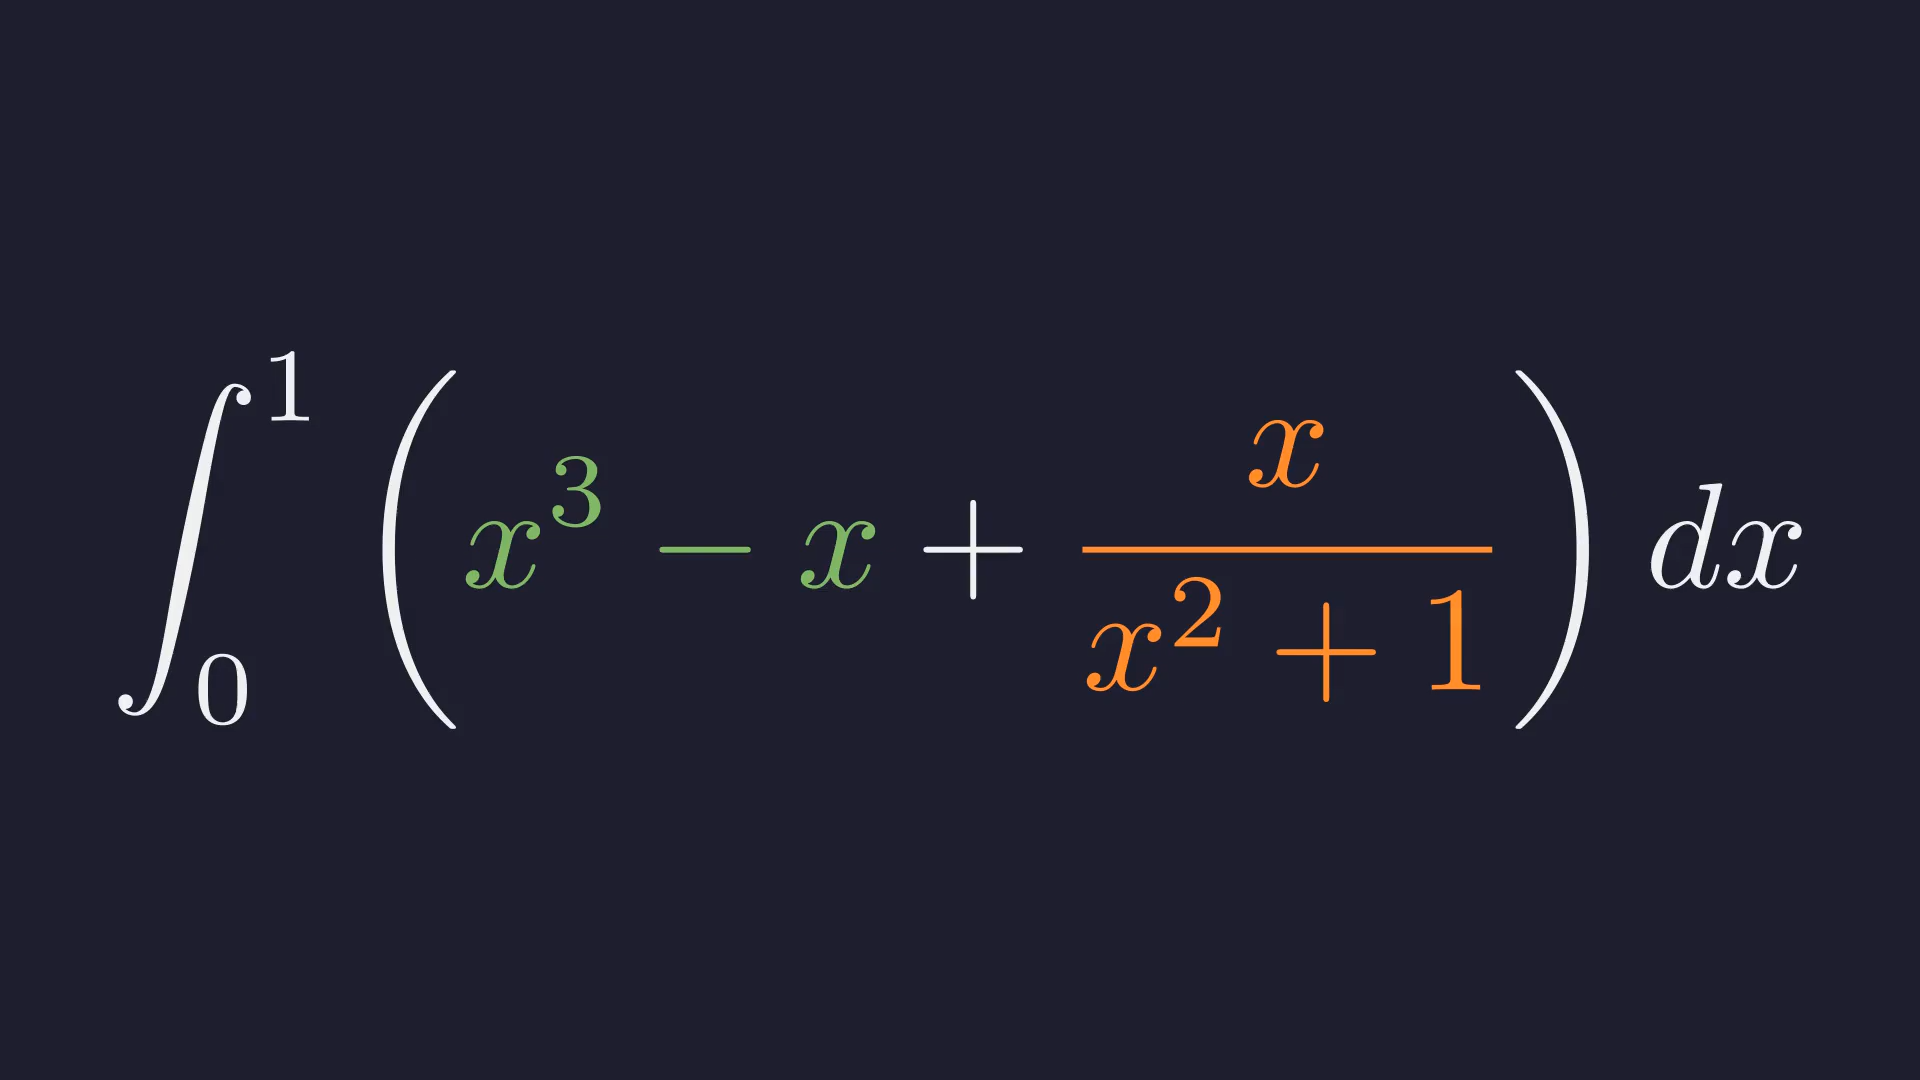 ∫₀¹ (x³ − x + x/(x² + 1)) dx